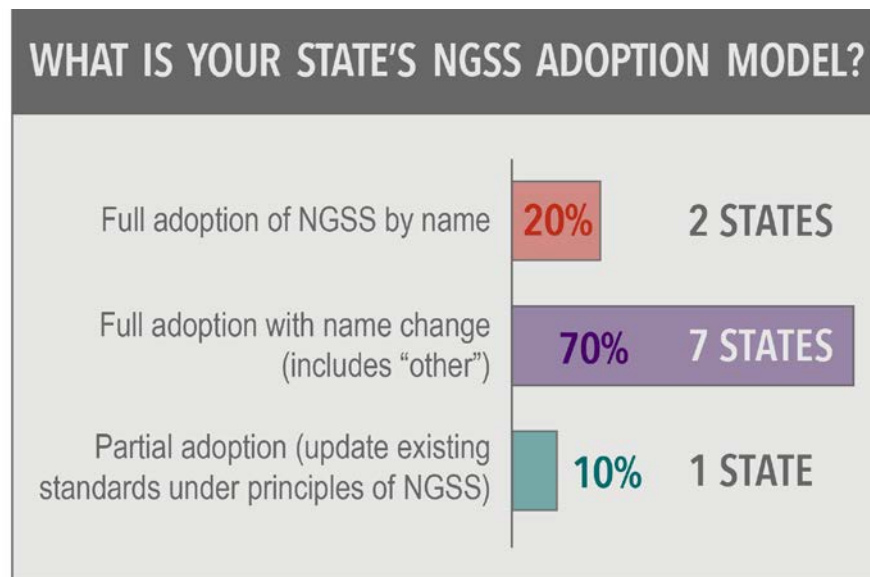 WHAT IS YOUR STATE'S NGSS ADOPTION MODEL?
Full adoption of NGSS by name
20%
2 STATES
Full adoption with name change
(includes “other”)
70%
7 STATES
Partial adoption (update existing
standards under principles of NGSS)
10%
1 STATE